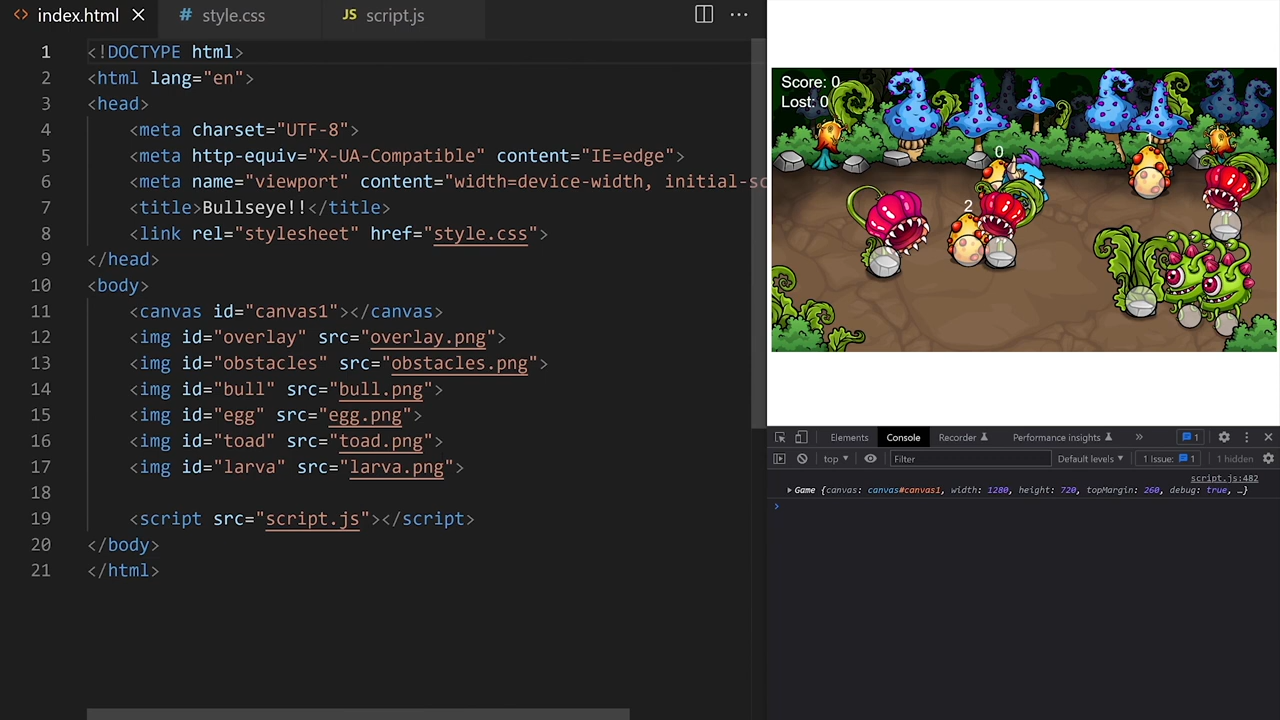 index.html
# style.css
JS script.js
1 <!DOCTYPE html>
2 <html lang="en">
3 <head>
4 <meta charset="UTF-8">
5 <meta http-equiv="X-UA-Compatible" content="IE=edge">
6 <meta name="viewport" content="width=device-width, initial-sc
7 <title>Bullseye!!</title>
8 <link rel="stylesheet" href="style.css">
9 </head>
10 <body>
11 <canvas id="canvas1"></canvas>
12 <img id="overlay" src="overlay.png">
13 <img id="obstacles" src="obstacles.png">
14 <img id="bull" src="bull.png">
15 <img id="egg" src="egg.png">
16 <img id="toad" src="toad.png">
17 <img id="larva" src="larva.png">
18
19 <script src="script.js"></script>
20 </body>
21 </html>
Score: 0
Lost: 0
0
2
Elements Console Recorder Performance insights » 1
top Filter Default levels 1 Issue: 1 1 hidden
script.js:482
Game {canvas: canvas#canvas1, width: 1280, height: 720, topMargin: 260, debug: true, …}